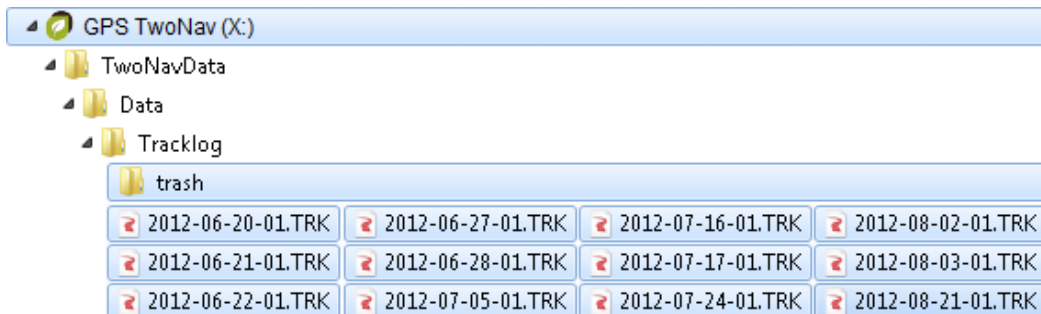 GPS TwoNav (X:)
TwoNavData
Data
Tracklog
trash
2012-06-20-01.TRK 2012-06-27-01.TRK 2012-07-16-01.TRK 2012-08-02-01.TRK
2012-06-21-01.TRK 2012-06-28-01.TRK 2012-07-17-01.TRK 2012-08-03-01.TRK
2012-06-22-01.TRK 2012-07-05-01.TRK 2012-07-24-01.TRK 2012-08-21-01.TRK